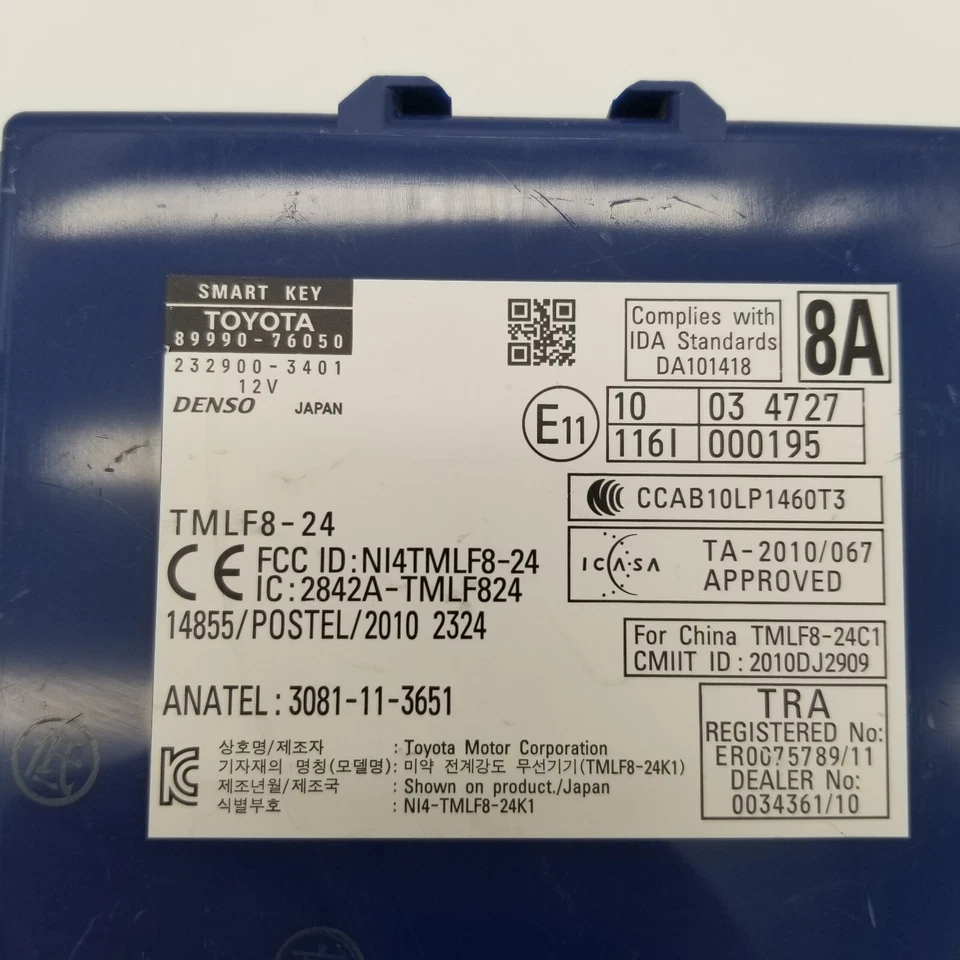 SMART KEY
TOYOTA
89990-76050
232900-3401
12V
DENSO JAPAN
Complies with
IDA Standards
DA101418
8A
E11
10 03 4727
116I 000195
CCC CCAB10LP1460T3
TMLF8-24
CE FCC ID:NI4TMLF8-24
IC:2842A-TMLF824
14855/POSTEL/2010 2324
ICASA TA-2010/067
APPROVED
For China TMLF8-24C1
CMIIT ID:2010DJ2909
ANATEL:3081-11-3651
TRA
REGISTERED No:
ER0075789/11
DEALER No:
0034361/10
KC
상호명/제조자 : Toyota Motor Corporation
기자재의 명칭(모델명): 미약 전계강도 무선기기(TMLF8-24K1)
제조년월/제조국 : Shown on product./Japan
식별부호 : NI4-TMLF8-24K1